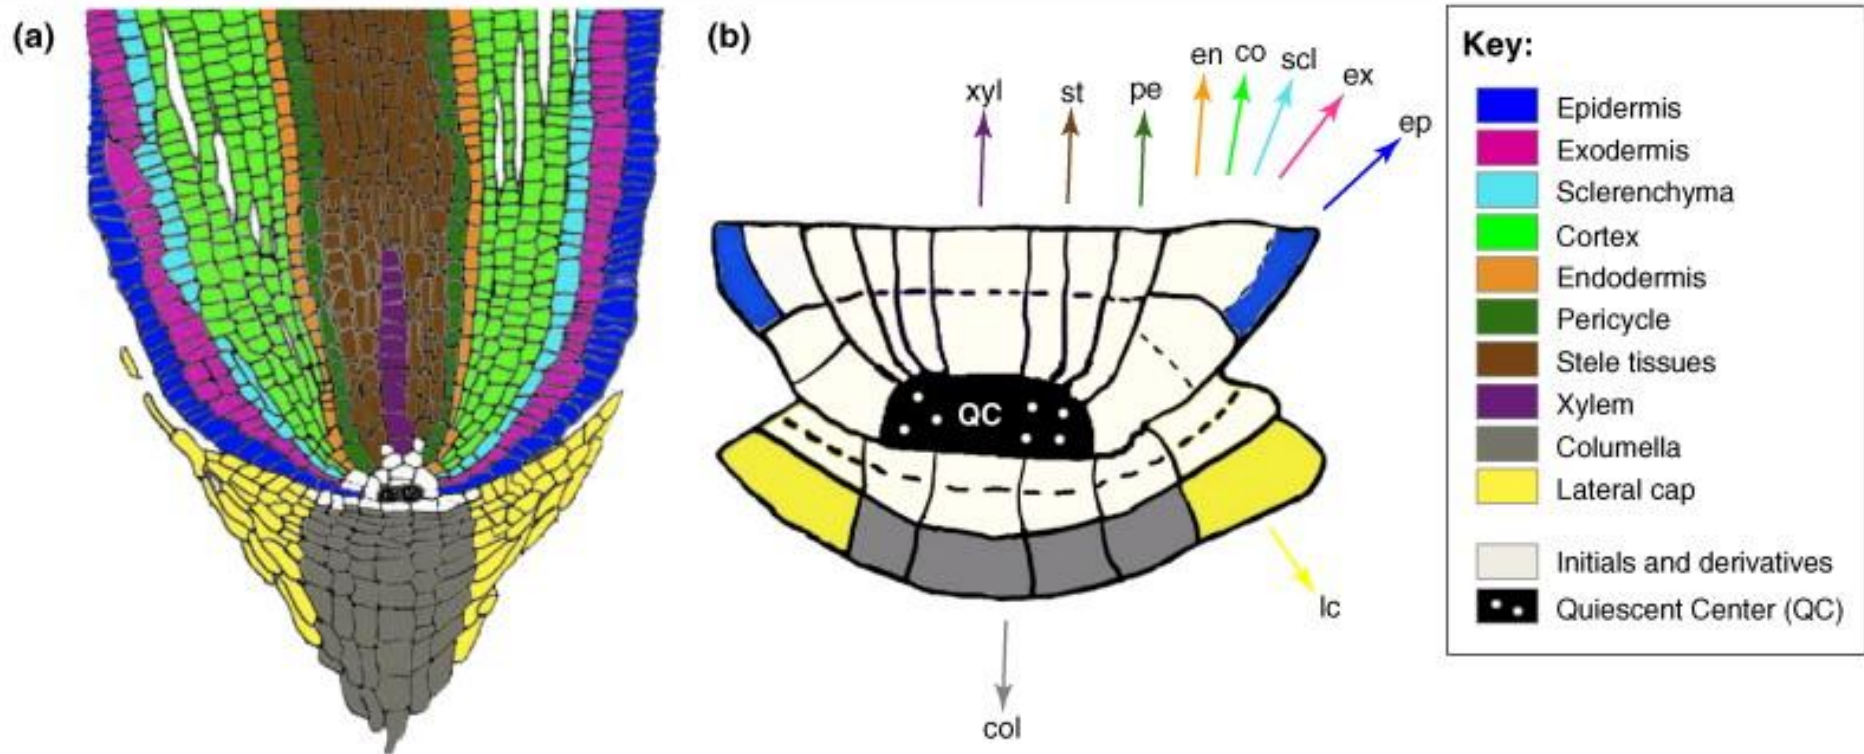 (a)
(b)
xyl
st
pe
en
co
scl
ex
ep
QC
lc
col
Key:
Epidermis
Exodermis
Sclerenchyma
Cortex
Endodermis
Pericycle
Stele tissues
Xylem
Columella
Lateral cap
Initials and derivatives
Quiescent Center (QC)